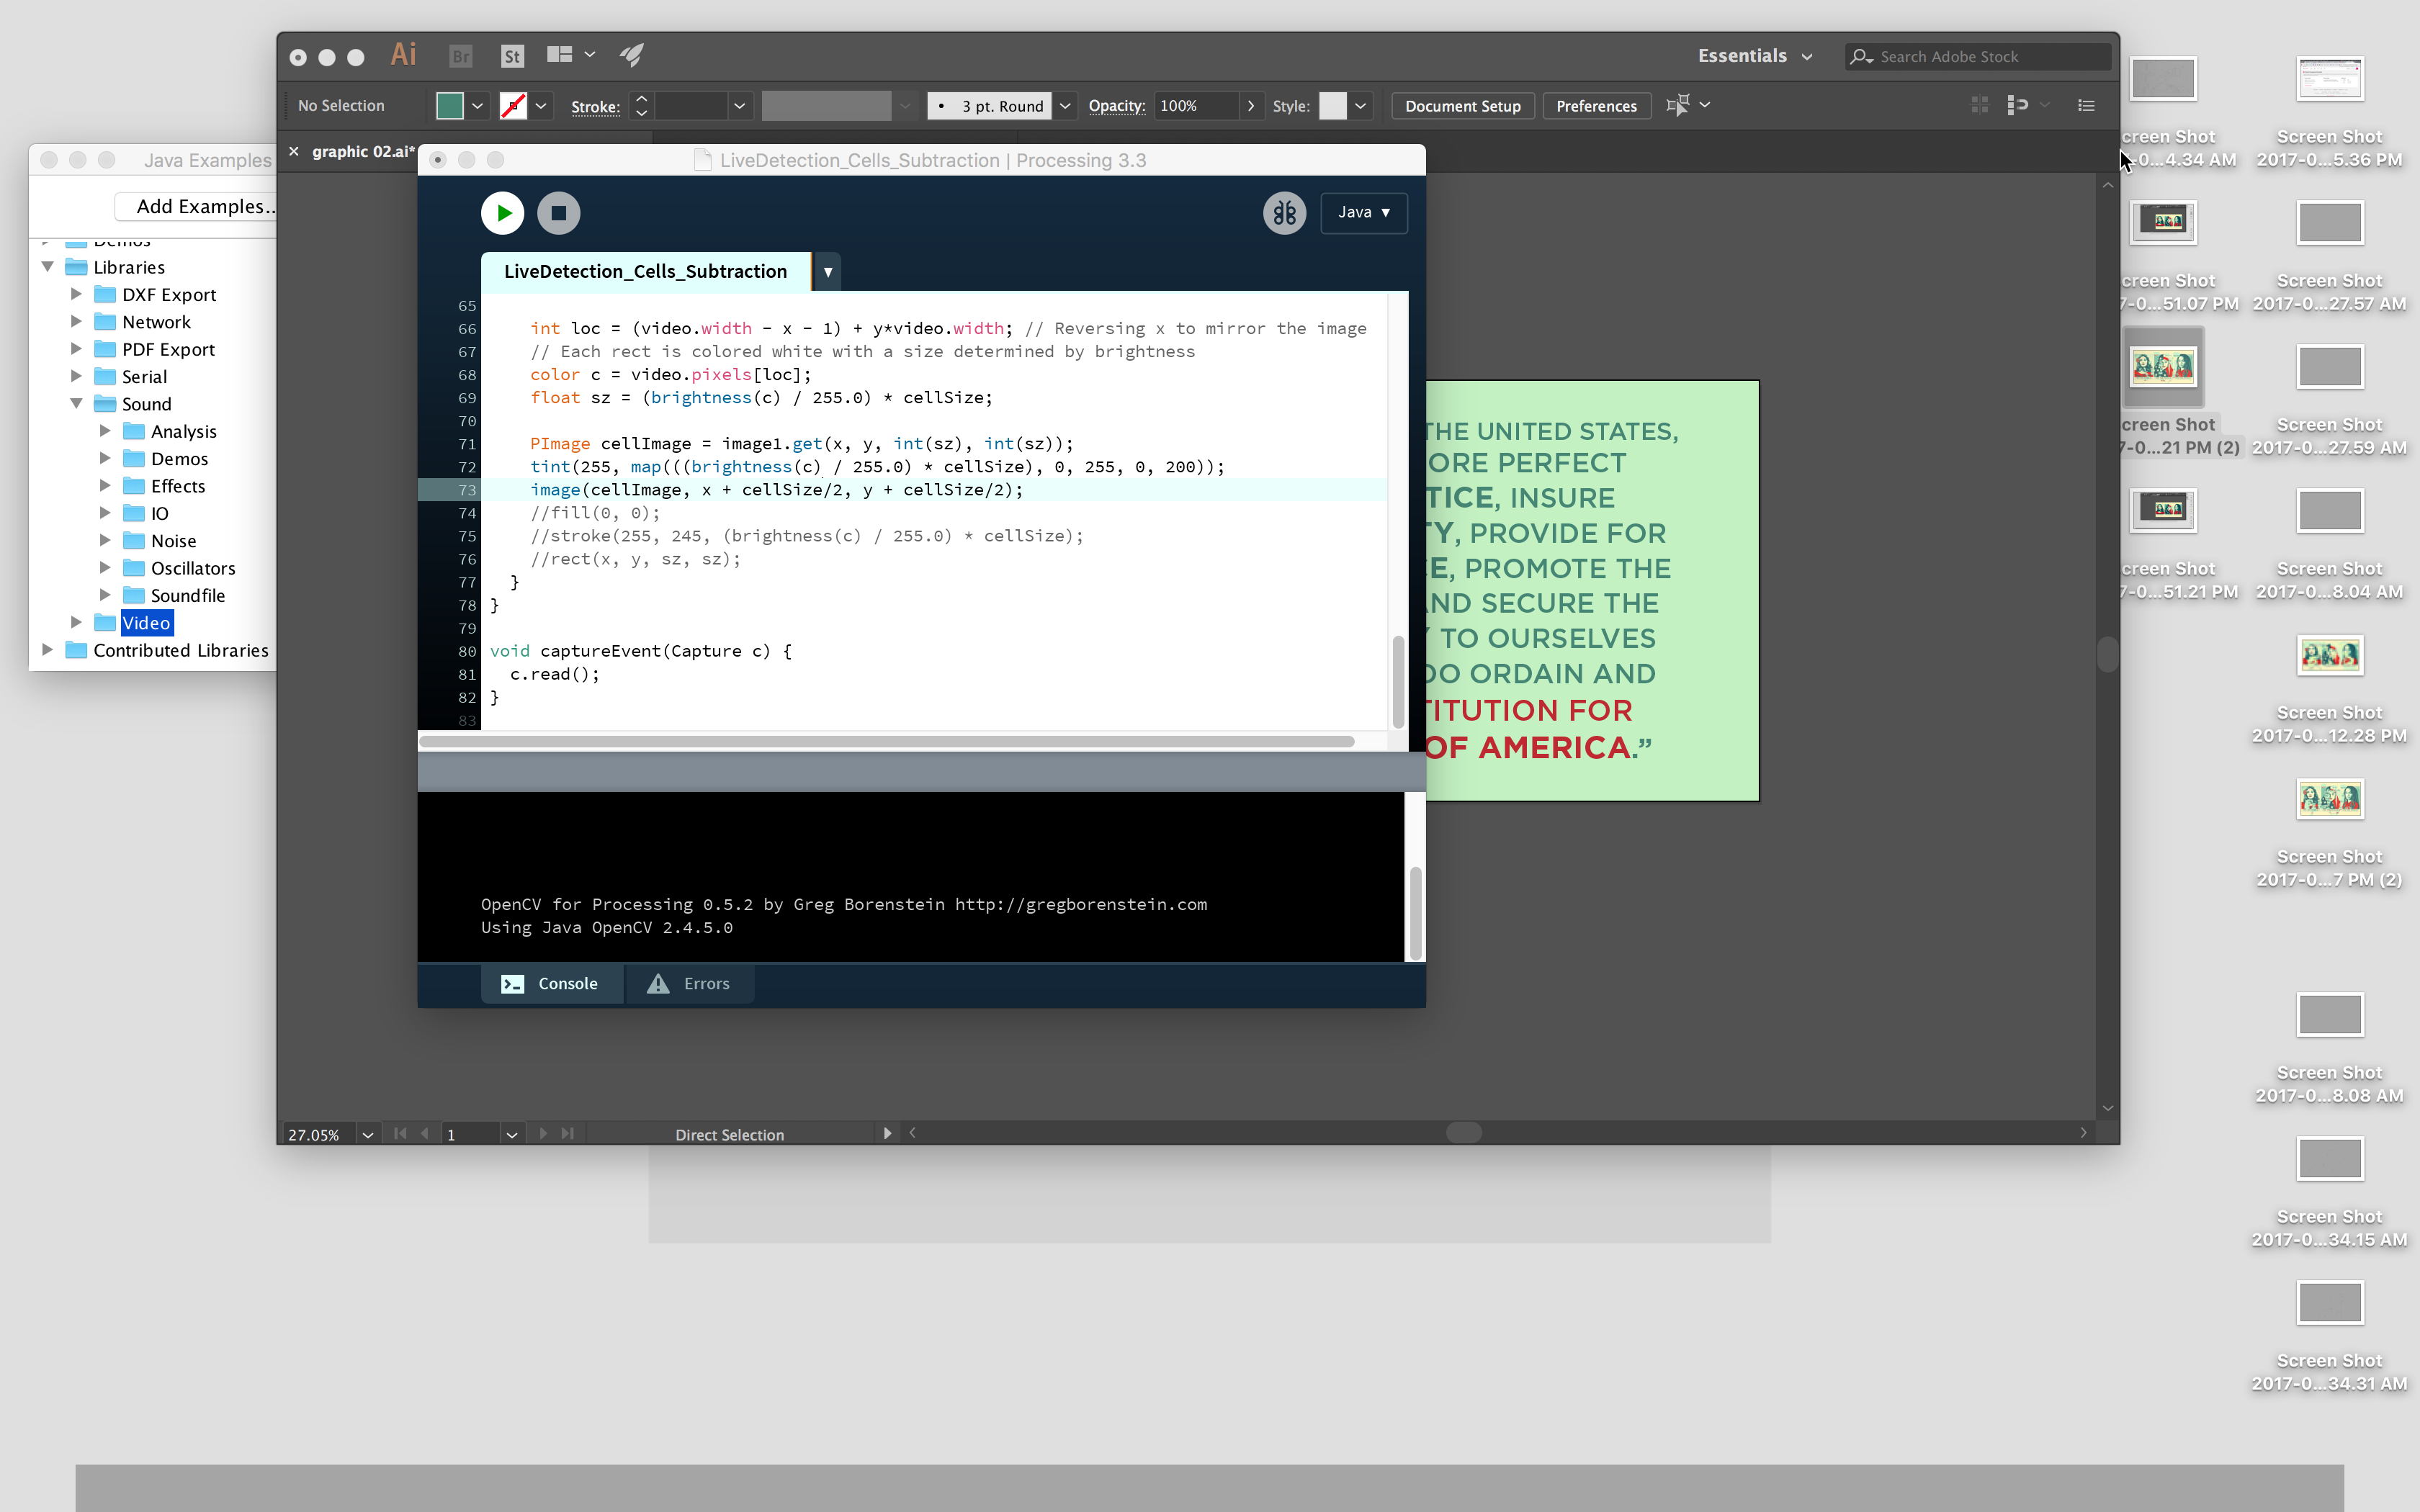 Ai Br St Essentials Search Adobe Stock
No Selection Stroke: • 3 pt. Round Opacity: 100% Style: Document Setup Preferences
× graphic 02.ai*
Java Examples
Add Examples..
Demos
Libraries
DXF Export
Network
PDF Export
Serial
Sound
Analysis
Demos
Effects
IO
Noise
Oscillators
Soundfile
Video
Contributed Libraries
LiveDetection_Cells_Subtraction | Processing 3.3
Java ▼
LiveDetection_Cells_Subtraction ▼
65
66 int loc = (video.width - x - 1) + y*video.width; // Reversing x to mirror the image
67 // Each rect is colored white with a size determined by brightness
68 color c = video.pixels[loc];
69 float sz = (brightness(c) / 255.0) * cellSize;
70
71 PImage cellImage = image1.get(x, y, int(sz), int(sz));
72 tint(255, map(((brightness(c) / 255.0) * cellSize), 0, 255, 0, 200));
73 image(cellImage, x + cellSize/2, y + cellSize/2);
74 //fill(0, 0);
75 //stroke(255, 245, (brightness(c) / 255.0) * cellSize);
76 //rect(x, y, sz, sz);
77 }
78 }
79
80 void captureEvent(Capture c) {
81 c.read();
82 }
83
OpenCV for Processing 0.5.2 by Greg Borenstein http://gregborenstein.com
Using Java OpenCV 2.4.5.0
Console Errors
THE UNITED STATES,
ORE PERFECT
TICE, INSURE
TY, PROVIDE FOR
CE, PROMOTE THE
AND SECURE THE
Y TO OURSELVES
DO ORDAIN AND
TITUTION FOR
OF AMERICA.”
27.05% 1 Direct Selection
creen Shot
-0...4.34 AM
creen Shot
7-0...51.07 PM
creen Shot
7-0...21 PM (2)
creen Shot
7-0...51.21 PM
Screen Shot
2017-0...5.36 PM
Screen Shot
2017-0...27.57 AM
Screen Shot
2017-0...27.59 AM
Screen Shot
2017-0...8.04 AM
Screen Shot
2017-0...12.28 PM
Screen Shot
2017-0...7 PM (2)
Screen Shot
2017-0...8.08 AM
Screen Shot
2017-0...34.15 AM
Screen Shot
2017-0...34.31 AM